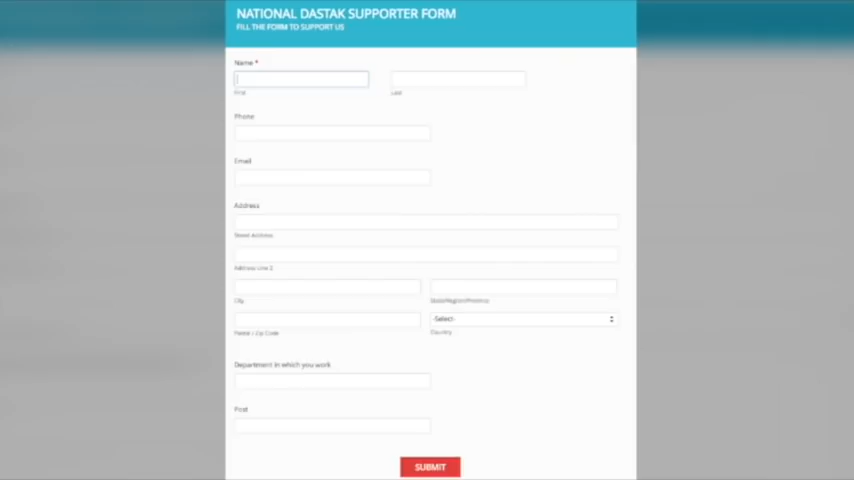 NATIONAL DASTAK SUPPORTER FORM
FILL THE FORM TO SUPPORT US
Name *
First
Last
Phone
Email
Address
Street Address
Address Line 2
City
State/Region/Province
Postal / Zip Code
-Select-
Country
Department in which you work
Post
SUBMIT